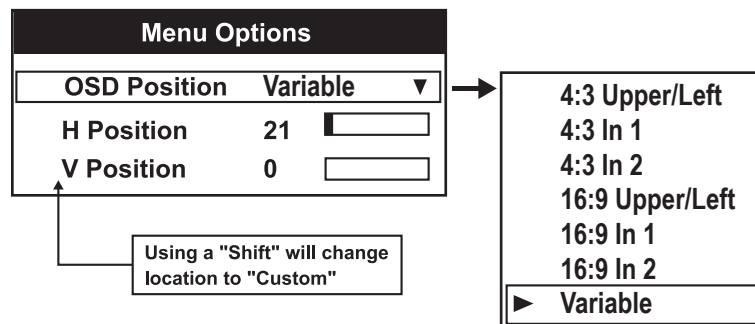 Menu Options
OSD Position Variable ▼
H Position 21
V Position 0
Using a "Shift" will change
location to "Custom"
4:3 Upper/Left
4:3 In 1
4:3 In 2
16:9 Upper/Left
16:9 In 1
16:9 In 2
► Variable